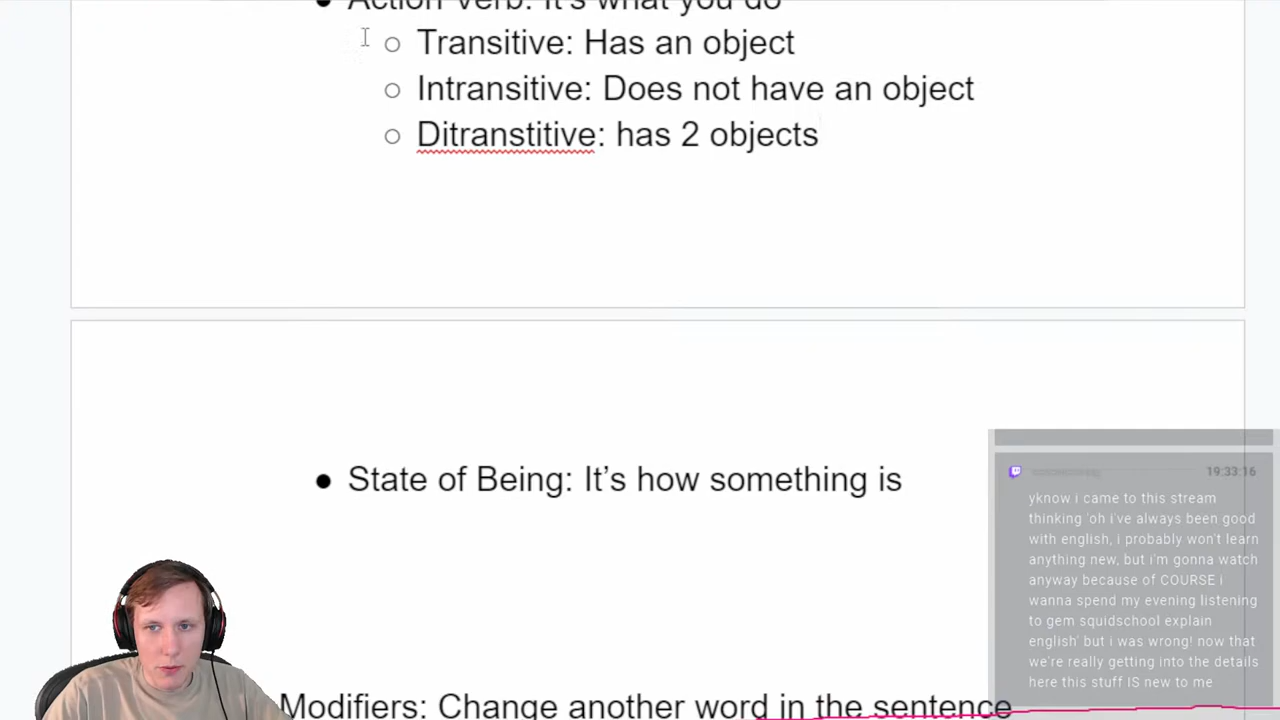 Action Verb: It's what you do
Transitive: Has an object
Intransitive: Does not have an object
Ditranstitive: has 2 objects
State of Being: It's how something is
Modifiers: Change another word in the sentence
19:33:16
yknow i came to this stream
thinking 'oh i've always been good
with english, i probably won't learn
anything new, but i'm gonna watch
anyway because of COURSE i
wanna spend my evening listening
to gem squidschool explain
english' but i was wrong! now that
we're really getting into the details
here this stuff IS new to me